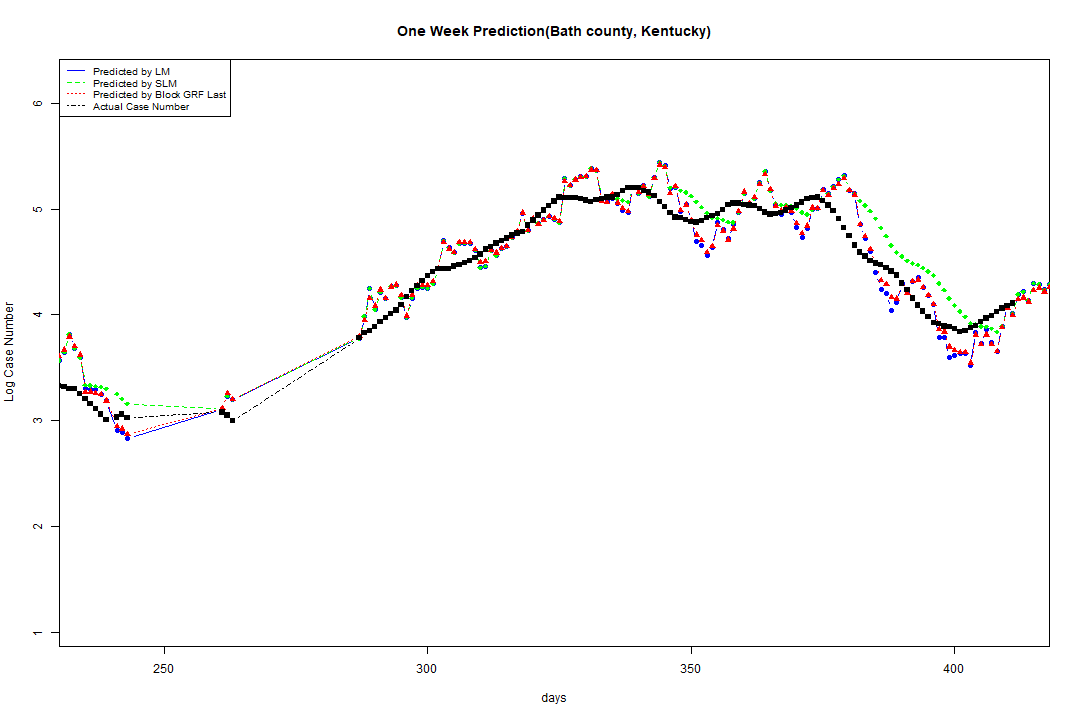 One Week Prediction(Bath county, Kentucky)
Predicted by LM
Predicted by SLM
Predicted by Block GRF Last
Actual Case Number
6
5
4
3
2
1
Log Case Number
250 300 350 400
days